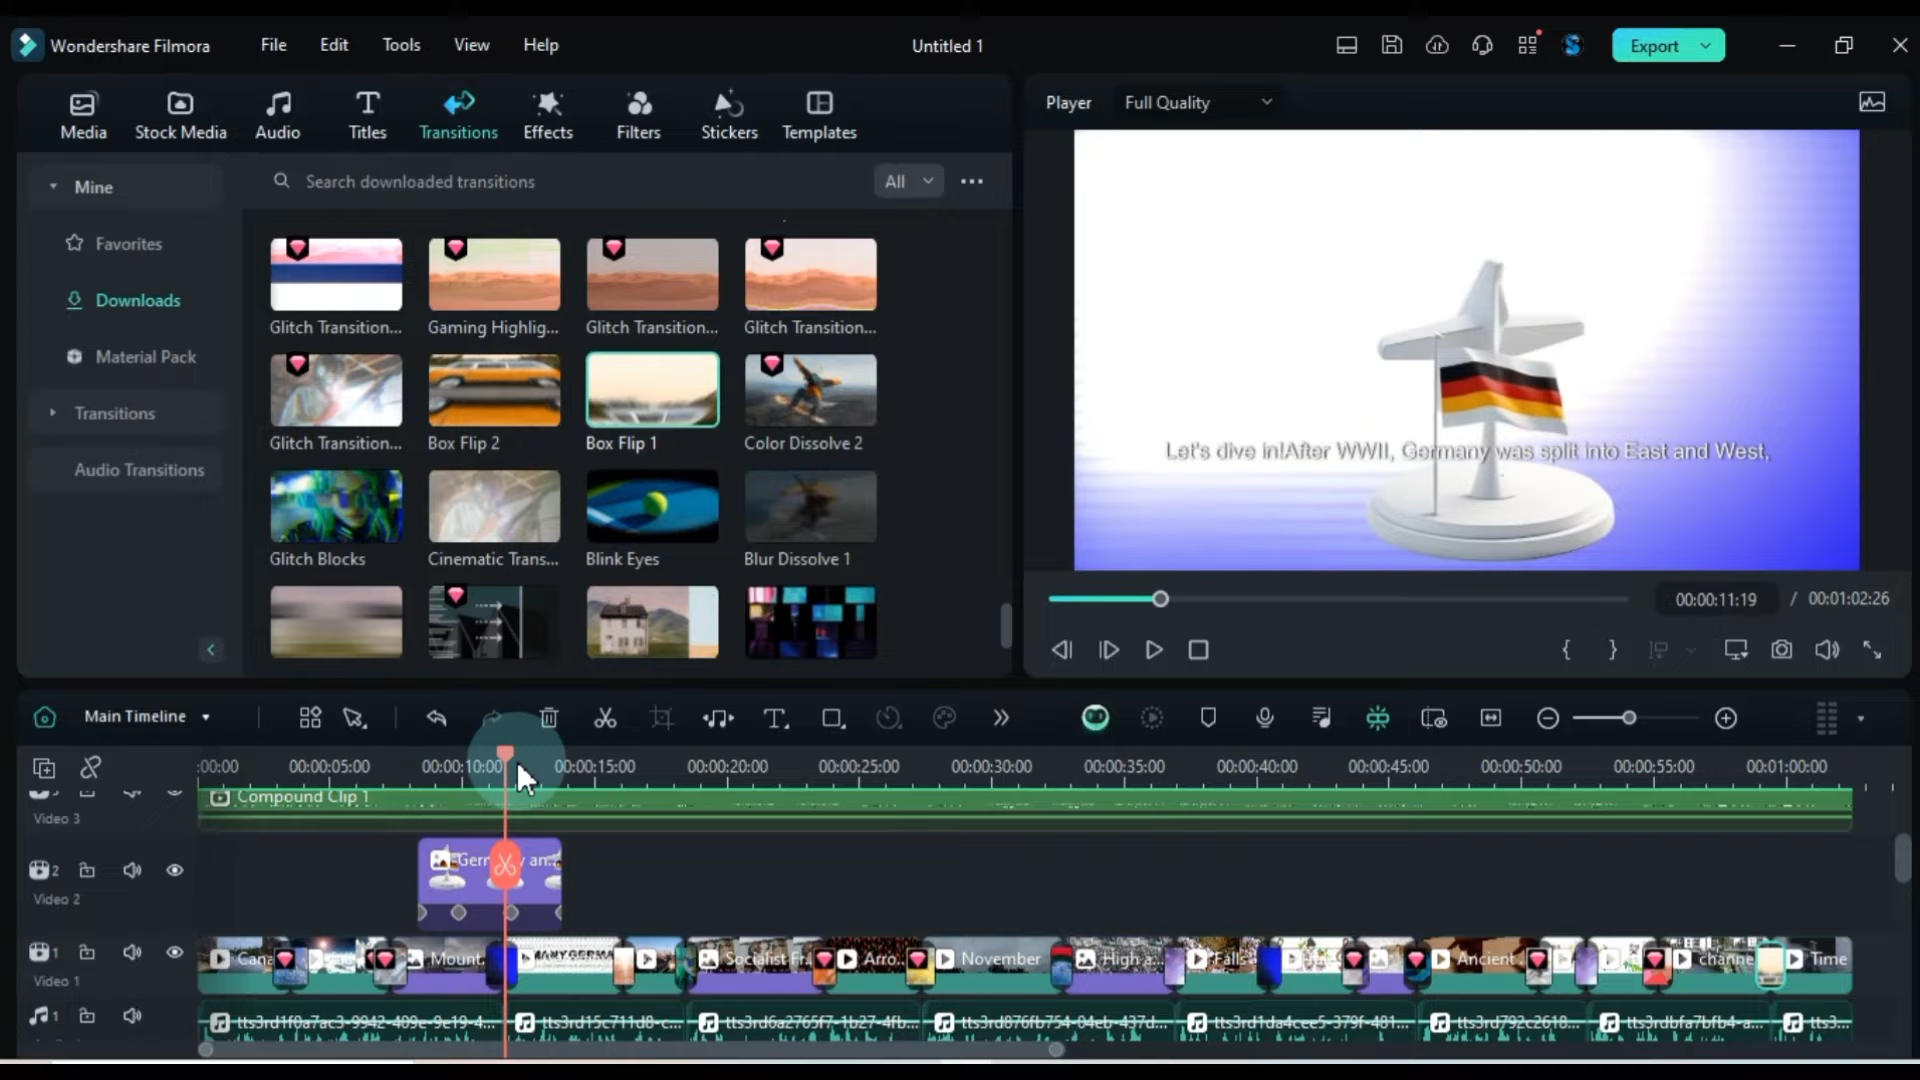 Wondershare Filmora File Edit Tools View Help Untitled 1 Export
Media Stock Media Audio Titles Transitions Effects Filters Stickers Templates
Player Full Quality
Mine
Search downloaded transitions All
Favorites
Downloads
Material Pack
Transitions
Audio Transitions
Glitch Transition... Gaming Highlig... Glitch Transition... Glitch Transition...
Glitch Transition... Box Flip 2 Box Flip 1 Color Dissolve 2
Glitch Blocks Cinematic Trans... Blink Eyes Blur Dissolve 1
Let's dive in!After WWII, Germany was split into East and West,
00:00:11:19 / 00:01:02:26
Main Timeline
:00:00 00:00:05:00 00:00:10:00 00:00:15:00 00:00:20:00 00:00:25:00 00:00:30:00 00:00:35:00 00:00:40:00 00:00:45:00 00:00:50:00 00:00:55:00 00:01:00:00
Compound Clip 1
Video 3
2
Video 2
1 Mount. Socialist Fr... Arro... November High a... Falls Ancient channe Time
Video 1
1 tts3rd1f0a7ac3-9942-409e-9e19-4... tts3rd15c711d8-c... tts3rd6a2765f7-1b27-4fb... tts3rd876fb754-04eb-437d... tts3rd1da4cee5-379f-481... tts3rd792c2618... tts3rdbfa7bfb4-a... tts3...